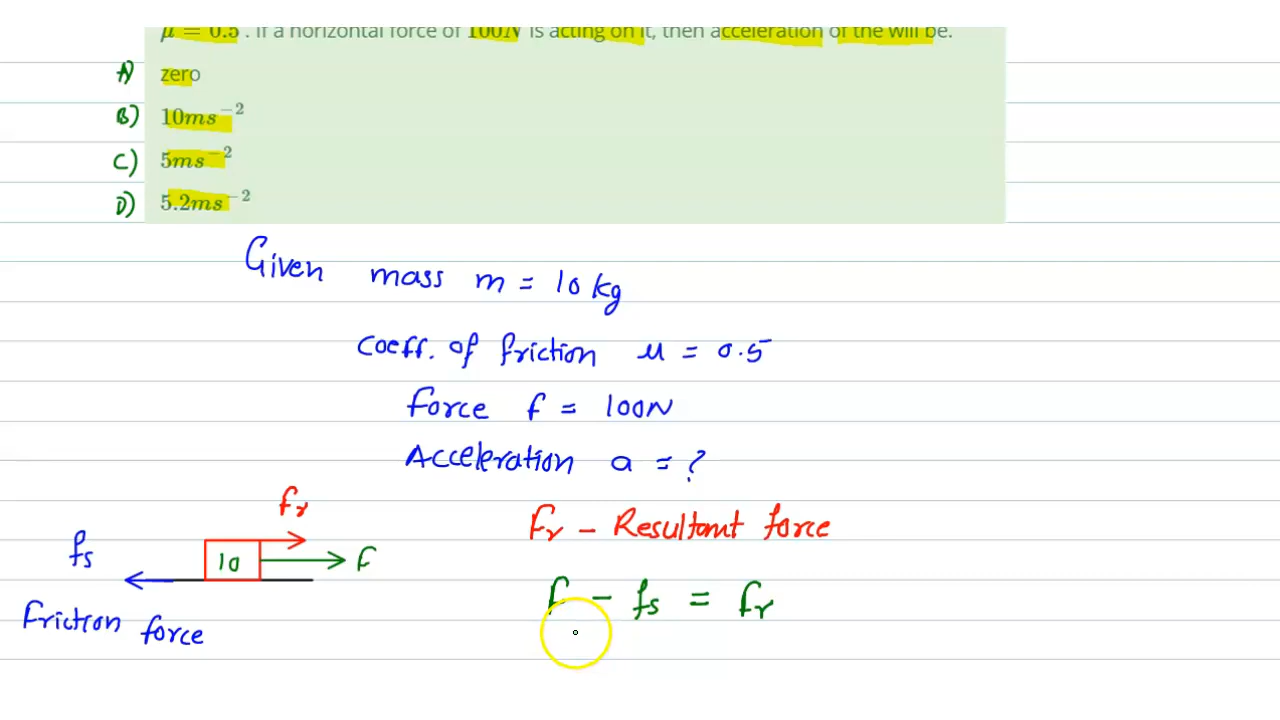 μ = 0.5 . If a horizontal force of 100N is acting on it, then acceleration of the will be.
A) zero
B) 10ms⁻²
C) 5ms⁻²
D) 5.2ms⁻²
Given mass m = 10 kg
Coeff. of friction μ = 0.5
Force f = 100N
Acceleration a = ?
fr
Fr - Resultant force
fs
10
F
F - fs = fr
Friction force